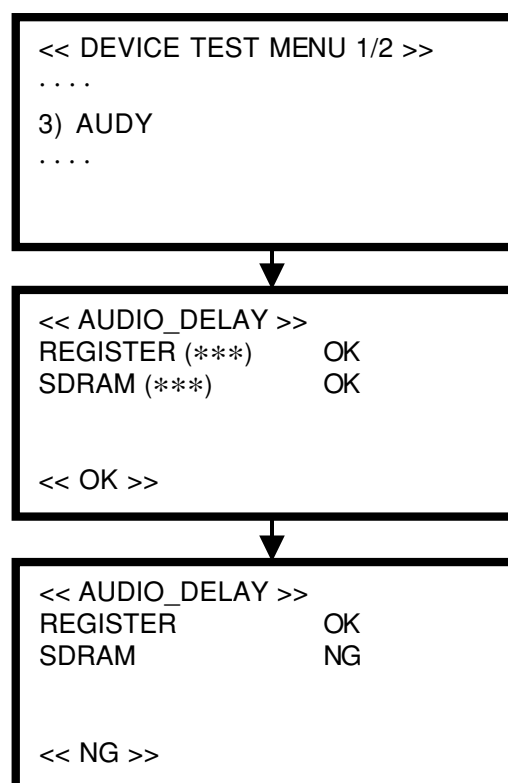 << DEVICE TEST MENU 1/2 >>
. . . .
3) AUDY
. . . .
<< AUDIO_DELAY >>
REGISTER (***) OK
SDRAM (***) OK
<< OK >>
<< AUDIO_DELAY >>
REGISTER OK
SDRAM NG
<< NG >>